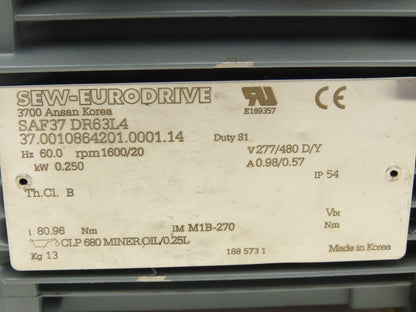 SEW-EURODRIVE
3700 Ansan Korea
E189357
CE
SAF37 DR63L4
37.0010864201.0001.14 Duty S1
Hz 60.0 rpm 1600/20 V 277/480 D/Y
kW 0.250 A 0.98/0.57
IP 54
Th.Cl. B
Vbr
i 80.96 Nm IM M1B-270 Nm
CLP 680 MINER.OIL/0.25L
Kg 13 188 573 1 Made in Korea